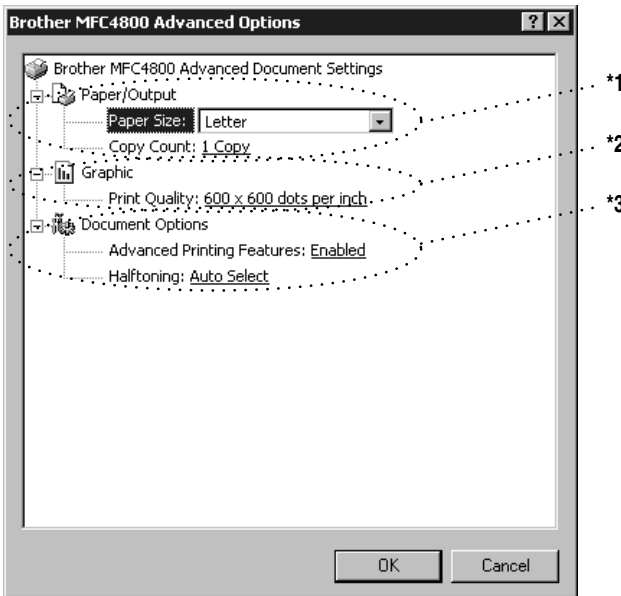 Brother MFC4800 Advanced Options
Brother MFC4800 Advanced Document Settings
Paper/Output
*1
Paper Size: Letter
Copy Count: 1 Copy
*2
Graphic
Print Quality: 600 x 600 dots per inch
*3
Document Options
Advanced Printing Features: Enabled
Halftoning: Auto Select
OK Cancel